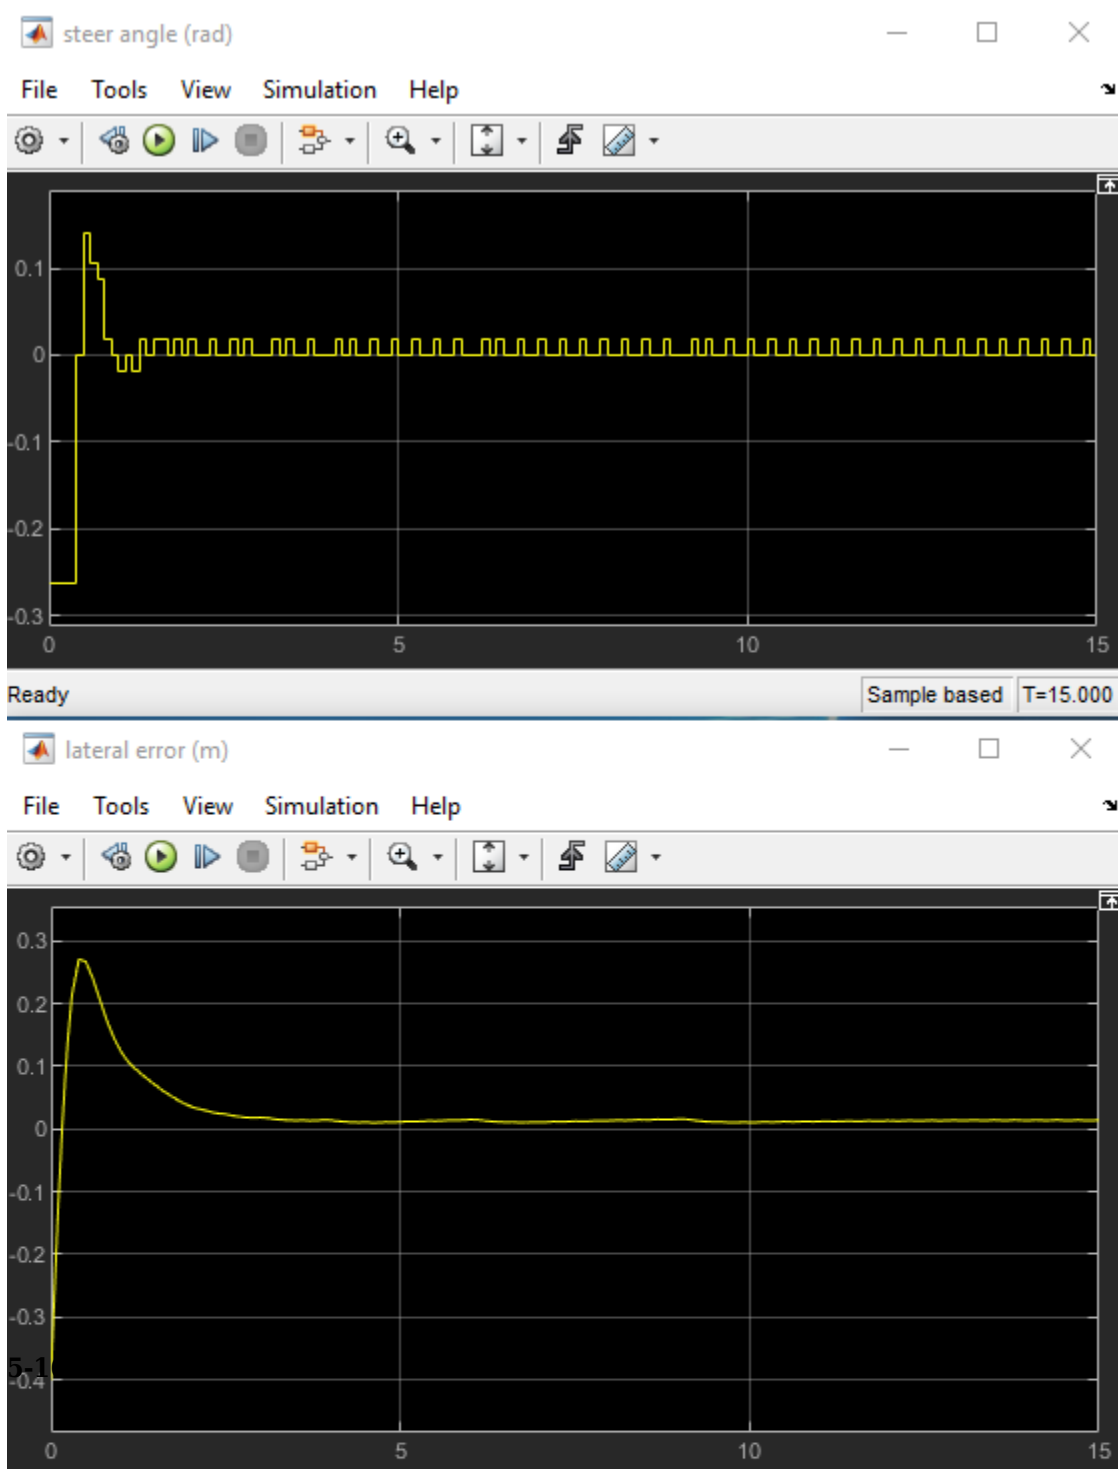 steer angle (rad)
File Tools View Simulation Help
0.1
0
-0.1
-0.2
-0.3
0 5 10 15
Ready Sample based T=15.000
lateral error (m)
File Tools View Simulation Help
0.3
0.2
0.1
0
-0.1
-0.2
-0.3
5-1
-0.4
0 5 10 15